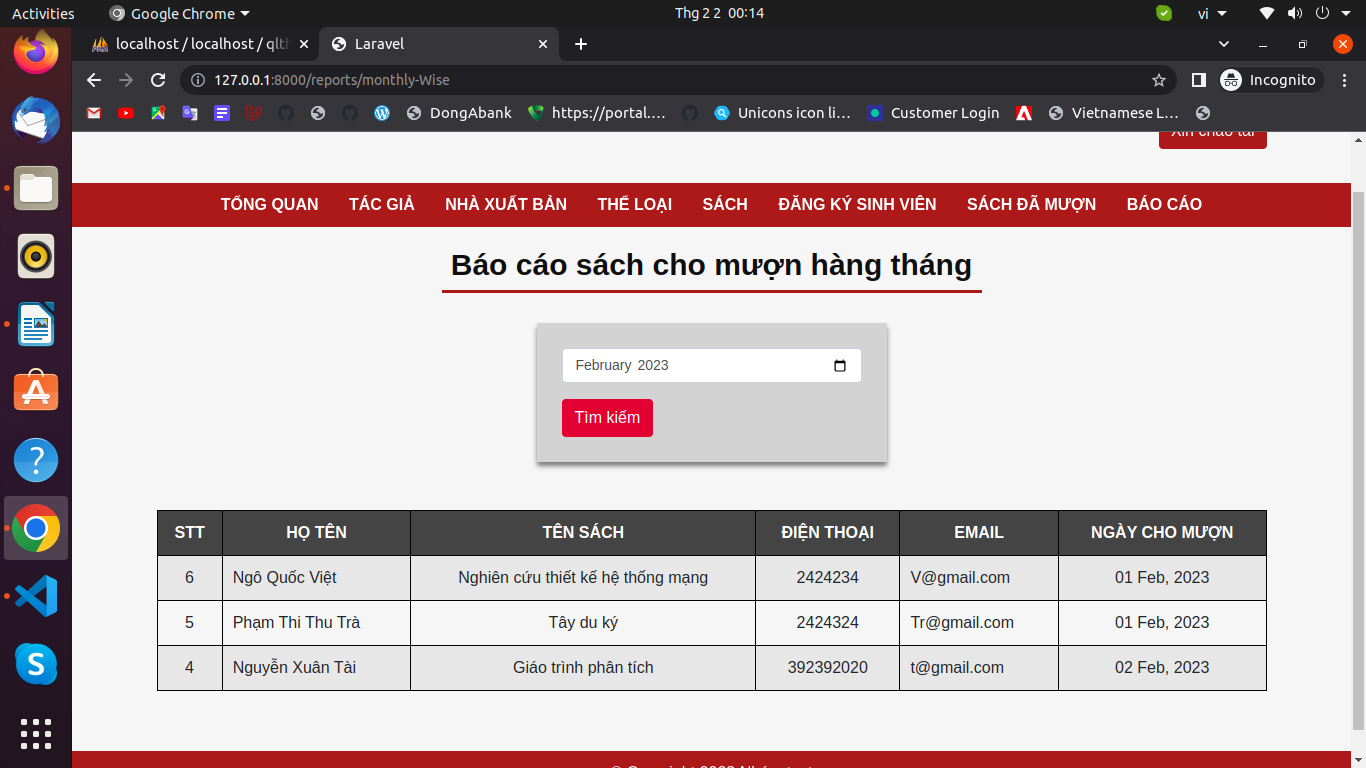 Activities
Google Chrome
Thg 2 2 00:14
vi
localhost / localhost / qlth
Laravel
127.0.0.1:8000/reports/monthly-Wise
Incognito
DongAbank
https://portal....
Unicons icon li...
Customer Login
Vietnamese L...
Xin chào tài
TỔNG QUAN
TÁC GIẢ
NHÀ XUẤT BẢN
THỂ LOẠI
SÁCH
ĐĂNG KÝ SINH VIÊN
SÁCH ĐÃ MƯỢN
BÁO CÁO
Báo cáo sách cho mượn hàng tháng
February 2023
Tìm kiếm
STT HỌ TÊN TÊN SÁCH ĐIỆN THOẠI EMAIL NGÀY CHO MƯỢN
6 Ngô Quốc Việt Nghiên cứu thiết kế hệ thống mạng 2424234 V@gmail.com 01 Feb, 2023
5 Phạm Thi Thu Trà Tây du ký 2424324 Tr@gmail.com 01 Feb, 2023
4 Nguyễn Xuân Tài Giáo trình phân tích 392392020 t@gmail.com 02 Feb, 2023
© Copyright 2023